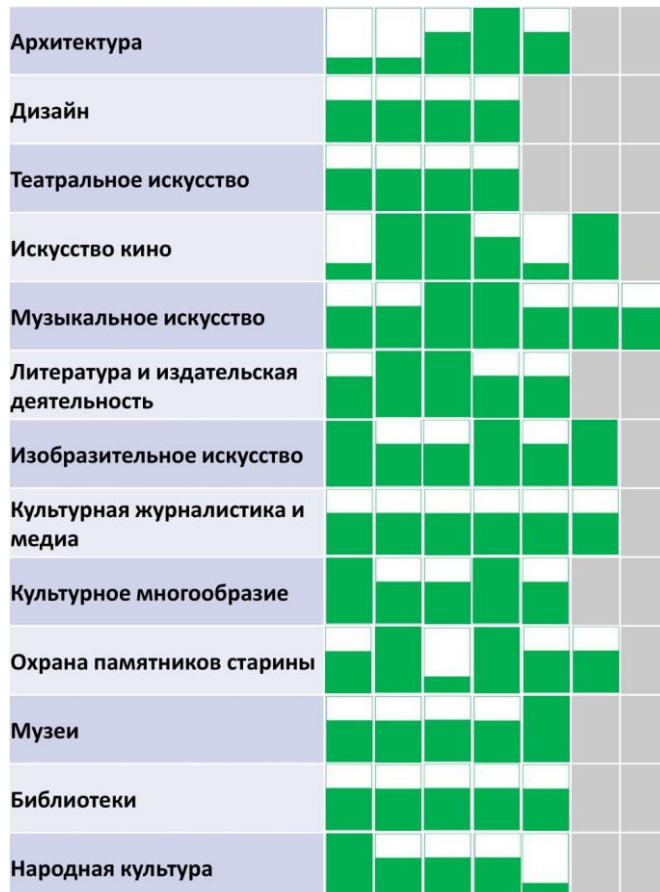 Архитектура
Дизайн
Театральное искусство
Искусство кино
Музыкальное искусство
Литература и издательская
деятельность
Изобразительное искусство
Культурная журналистика и
медиа
Культурное многообразие
Охрана памятников старины
Музеи
Библиотеки
Народная культура